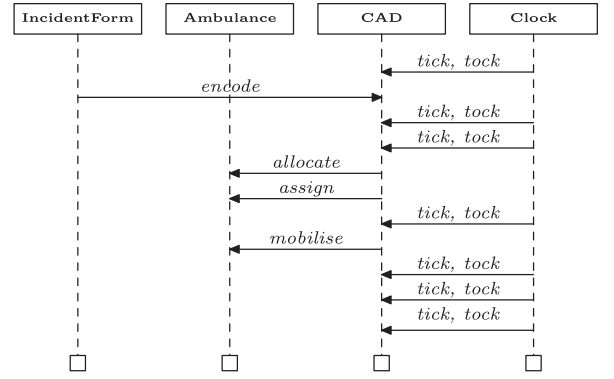 IncidentForm Ambulance CAD Clock
tick, tock
encode
tick, tock
tick, tock
allocate
assign
tick, tock
mobilise
tick, tock
tick, tock
tick, tock